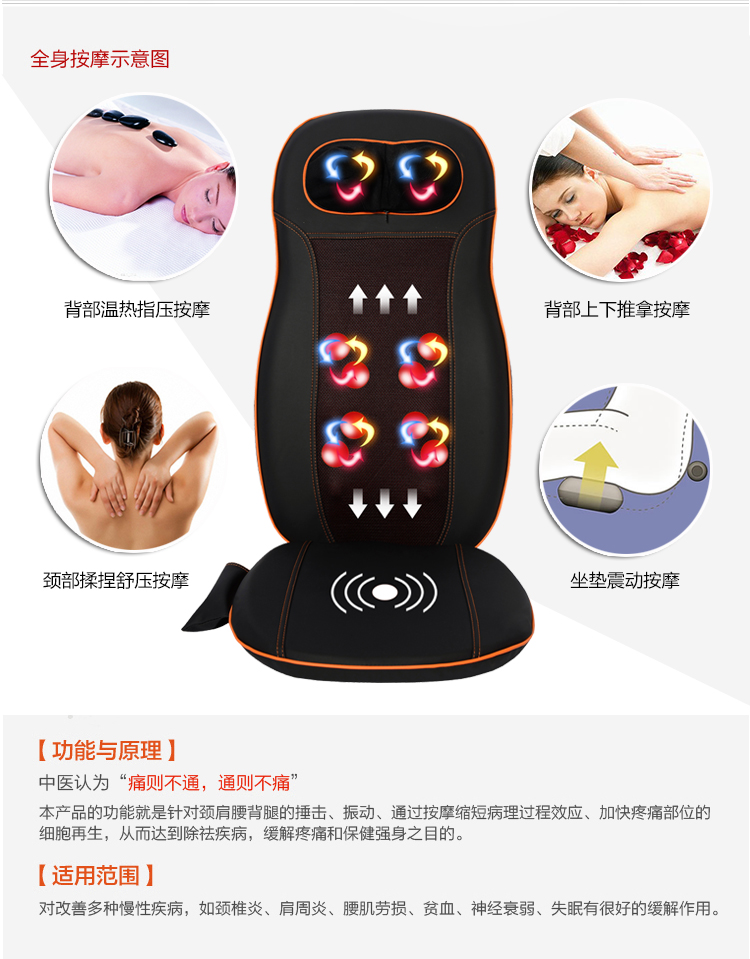 全身按摩示意图
背部温热指压按摩
背部上下推拿按摩
颈部揉捏舒压按摩
坐垫震动按摩
【功能与原理】
中医认为“痛则不通，通则不痛”
本产品的功能就是针对颈肩腰背腿的捶击、振动、通过按摩缩短病理过程效应、加快疼痛部位的
细胞再生，从而达到除祛疾病，缓解疼痛和保健强身之目的。
【适用范围】
对改善多种慢性疾病，如颈椎炎、肩周炎、腰肌劳损、贫血、神经衰弱、失眠有很好的缓解作用。